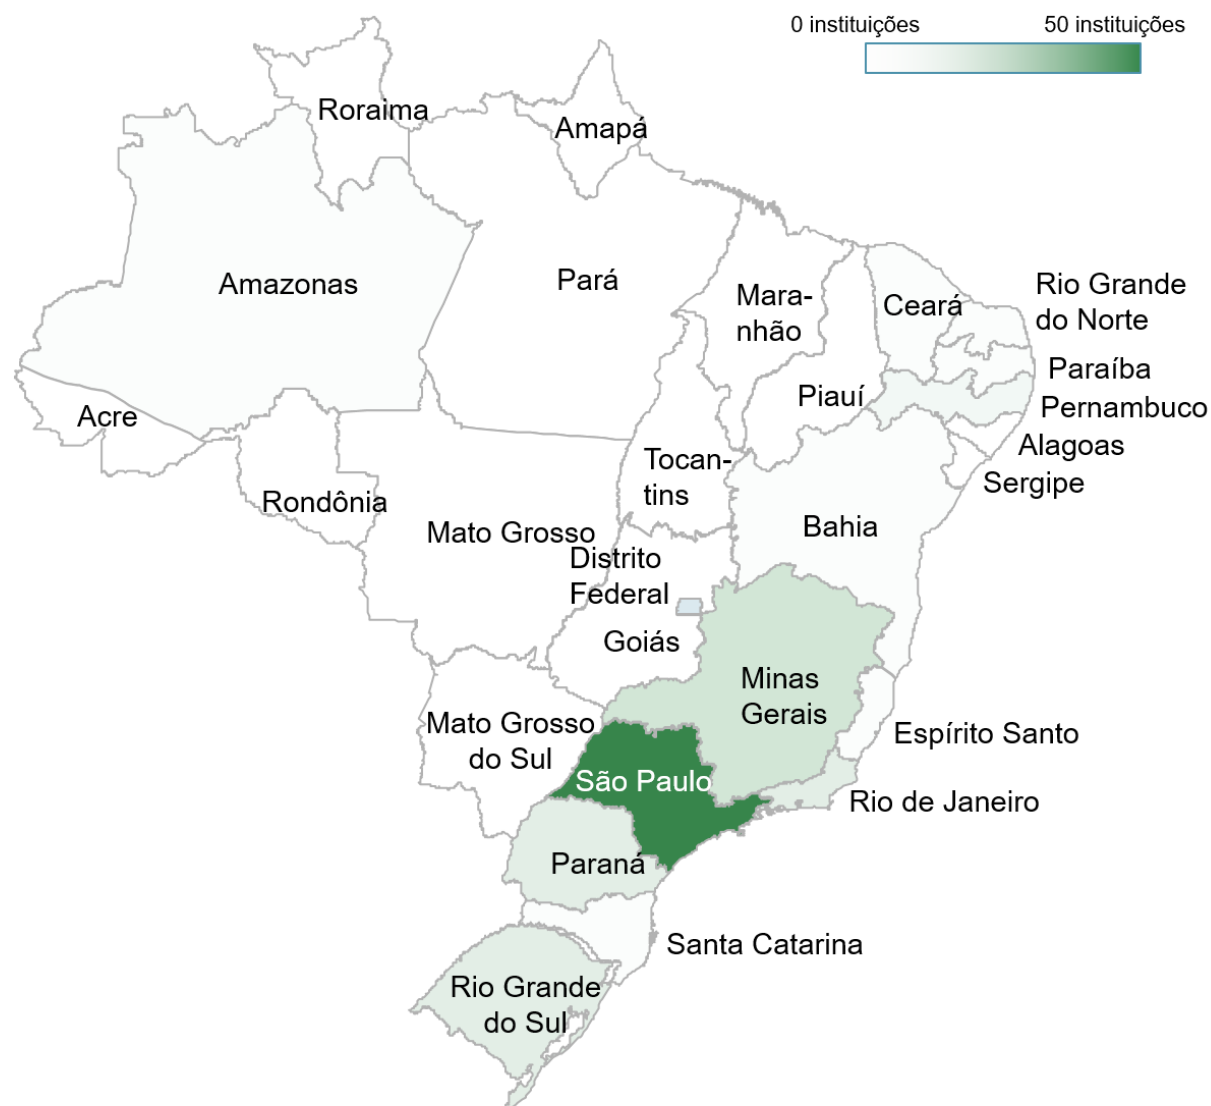 0 instituições
50 instituições
Roraima
Amapá
Amazonas
Pará
Mara-
nhão
Ceará
Rio Grande
do Norte
Paraíba
Piauí
Pernambuco
Acre
Alagoas
Tocan-
tins
Sergipe
Rondônia
Mato Grosso
Bahia
Distrito
Federal
Goiás
Minas
Gerais
Mato Grosso
do Sul
Espírito Santo
São Paulo
Rio de Janeiro
Paraná
Santa Catarina
Rio Grande
do Sul